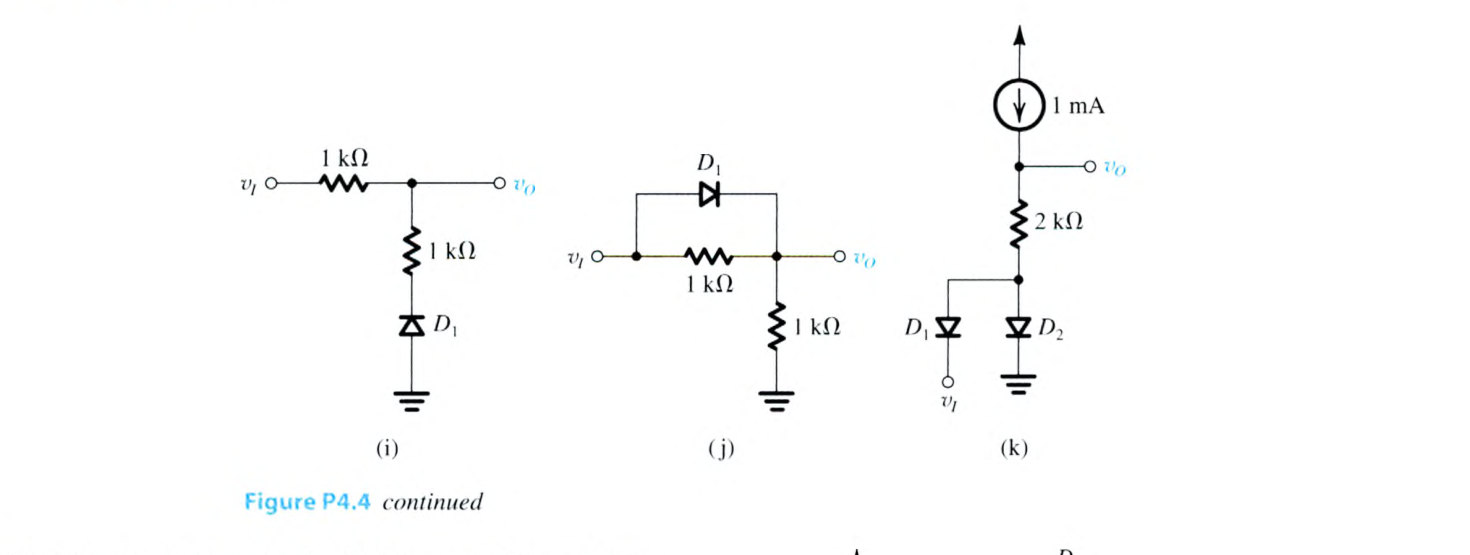 1 mA
1 kΩ
v_I
v_O
1 kΩ
D_1
D_1
v_I
1 kΩ
v_O
1 kΩ
v_O
2 kΩ
D_1
D_2
v_I
(i)
(j)
(k)
Figure P4.4 continued